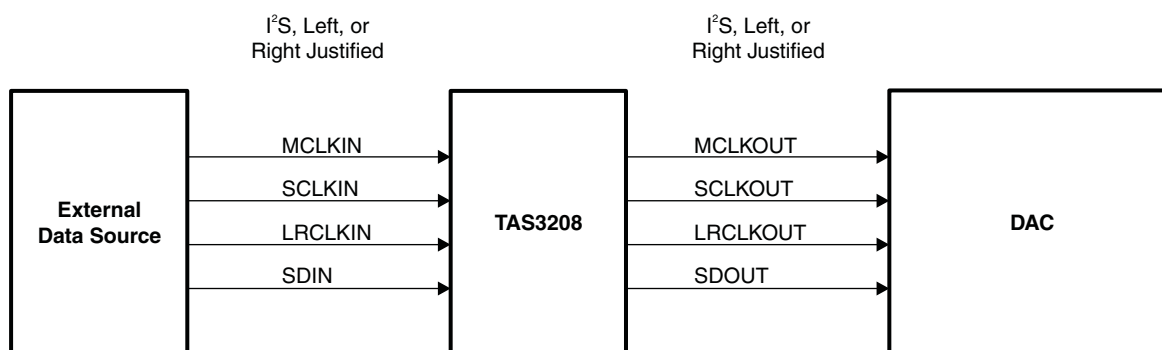 I²S, Left, or
Right Justified
I²S, Left, or
Right Justified
MCLKIN
SCLKIN
LRCLKIN
SDIN
MCLKOUT
SCLKOUT
LRCLKOUT
SDOUT
External
Data Source
TAS3208
DAC